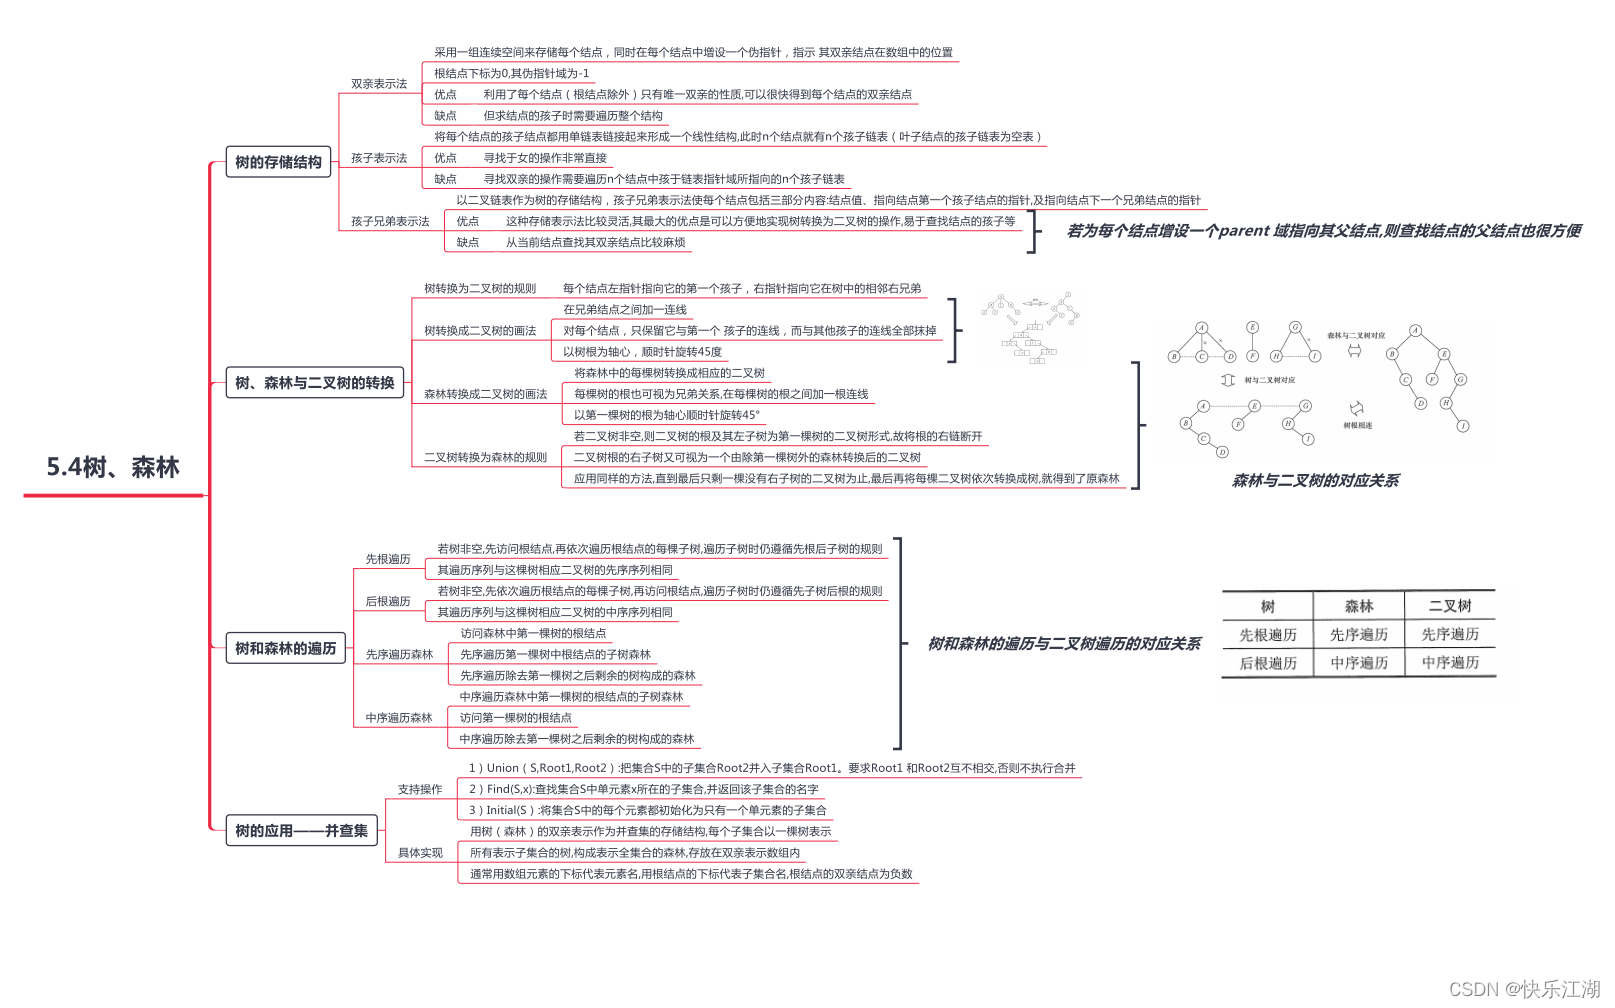 5.4树、森林
树的存储结构
双亲表示法
采用一组连续空间来存储每个结点，同时在每个结点中增设一个伪指针，指示 其双亲结点在数组中的位置
根结点下标为0,其伪指针域为-1
优点
利用了每个结点（根结点除外）只有唯一双亲的性质,可以很快得到每个结点的双亲结点
缺点
但求结点的孩子时需要遍历整个结构
孩子表示法
将每个结点的孩子结点都用单链表链接起来形成一个线性结构,此时n个结点就有n个孩子链表（叶子结点的孩子链表为空表）
优点
寻找于女的操作非常直接
缺点
寻找双亲的操作需要遍历n个结点中孩于链表指针域所指向的n个孩子链表
孩子兄弟表示法
以二叉链表作为树的存储结构，孩子兄弟表示法使每个结点包括三部分内容:结点值、指向结点第一个孩子结点的指针,及指向结点下一个兄弟结点的指针
优点
这种存储表示法比较灵活,其最大的优点是可以方便地实现树转换为二叉树的操作,易于查找结点的孩子等
缺点
从当前结点查找其双亲结点比较麻烦
若为每个结点增设一个parent 域指向其父结点,则查找结点的父结点也很方便
树、森林与二叉树的转换
树转换为二叉树的规则
每个结点左指针指向它的第一个孩子，右指针指向它在树中的相邻右兄弟
树转换成二叉树的画法
在兄弟结点之间加一连线
对每个结点，只保留它与第一个 孩子的连线，而与其他孩子的连线全部抹掉
以树根为轴心，顺时针旋转45度
森林转换成二叉树的画法
将森林中的每棵树转换成相应的二叉树
每棵树的根也可视为兄弟关系,在每棵树的根之间加一根连线
以第一棵树的根为轴心顺时针旋转45°
二叉树转换为森林的规则
若二叉树非空,则二叉树的根及其左子树为第一棵树的二叉树形式,故将根的右链断开
二叉树根的右子树又可视为一个由除第一棵树外的森林转换后的二叉树
应用同样的方法,直到最后只剩一棵没有右子树的二叉树为止,最后再将每棵二叉树依次转换成树,就得到了原森林
A
E
G
B
C
D
F
H
I
森林与二叉树对应
树与二叉树对应
A
E
G
B
F
H
C
I
D
树根相连
A
B
E
C
F
G
D
H
I
森林与二叉树的对应关系
树和森林的遍历
先根遍历
若树非空,先访问根结点,再依次遍历根结点的每棵子树,遍历子树时仍遵循先根后子树的规则
其遍历序列与这棵树相应二叉树的先序序列相同
后根遍历
若树非空,先依次遍历根结点的每棵子树,再访问根结点,遍历子树时仍遵循先子树后根的规则
其遍历序列与这棵树相应二叉树的中序序列相同
先序遍历森林
访问森林中第一棵树的根结点
先序遍历第一棵树中根结点的子树森林
先序遍历除去第一棵树之后剩余的树构成的森林
中序遍历森林
中序遍历森林中第一棵树的根结点的子树森林
访问第一棵树的根结点
中序遍历除去第一棵树之后剩余的树构成的森林
树和森林的遍历与二叉树遍历的对应关系
树 森林 二叉树
先根遍历 先序遍历 先序遍历
后根遍历 中序遍历 中序遍历
树的应用——并查集
支持操作
1）Union（S,Root1,Root2）:把集合S中的子集合Root2并入子集合Root1。要求Root1 和Root2互不相交,否则不执行合并
2）Find(S,x):查找集合S中单元素x所在的子集合,并返回该子集合的名字
3）Initial(S）:将集合S中的每个元素都初始化为只有一个单元素的子集合
具体实现
用树（森林）的双亲表示作为并查集的存储结构,每个子集合以一棵树表示
所有表示子集合的树,构成表示全集合的森林,存放在双亲表示数组内
通常用数组元素的下标代表元素名,用根结点的下标代表子集合名,根结点的双亲结点为负数
CSDN @快乐江湖